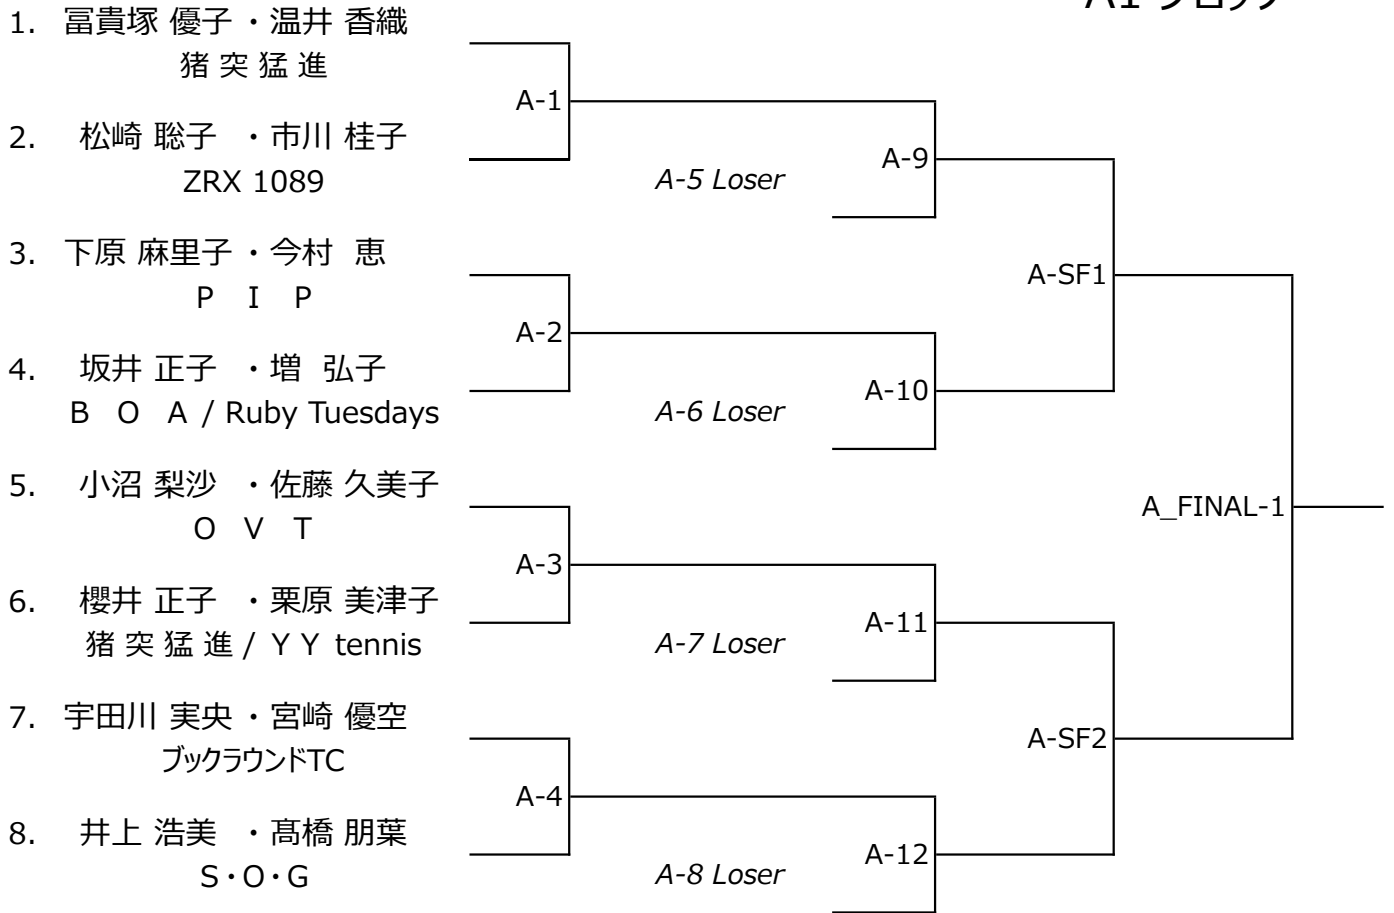 A1 ブロック
1. 冨貴塚 優子 ・ 温井 香織
猪 突 猛 進
A-1
2. 松崎 聡子 ・ 市川 桂子
ZRX 1089
A-5 Loser
A-9
3. 下原 麻里子 ・ 今村 恵
P I P
A-SF1
A-2
4. 坂井 正子 ・ 増 弘子
B O A / Ruby Tuesdays
A-6 Loser
A-10
5. 小沼 梨沙 ・ 佐藤 久美子
O V T
A_FINAL-1
A-3
6. 櫻井 正子 ・ 栗原 美津子
猪 突 猛 進 / Y Y tennis
A-7 Loser
A-11
7. 宇田川 実央 ・ 宮崎 優空
ブックラウンドTC
A-SF2
A-4
8. 井上 浩美 ・ 髙橋 朋葉
S・O・G
A-8 Loser
A-12